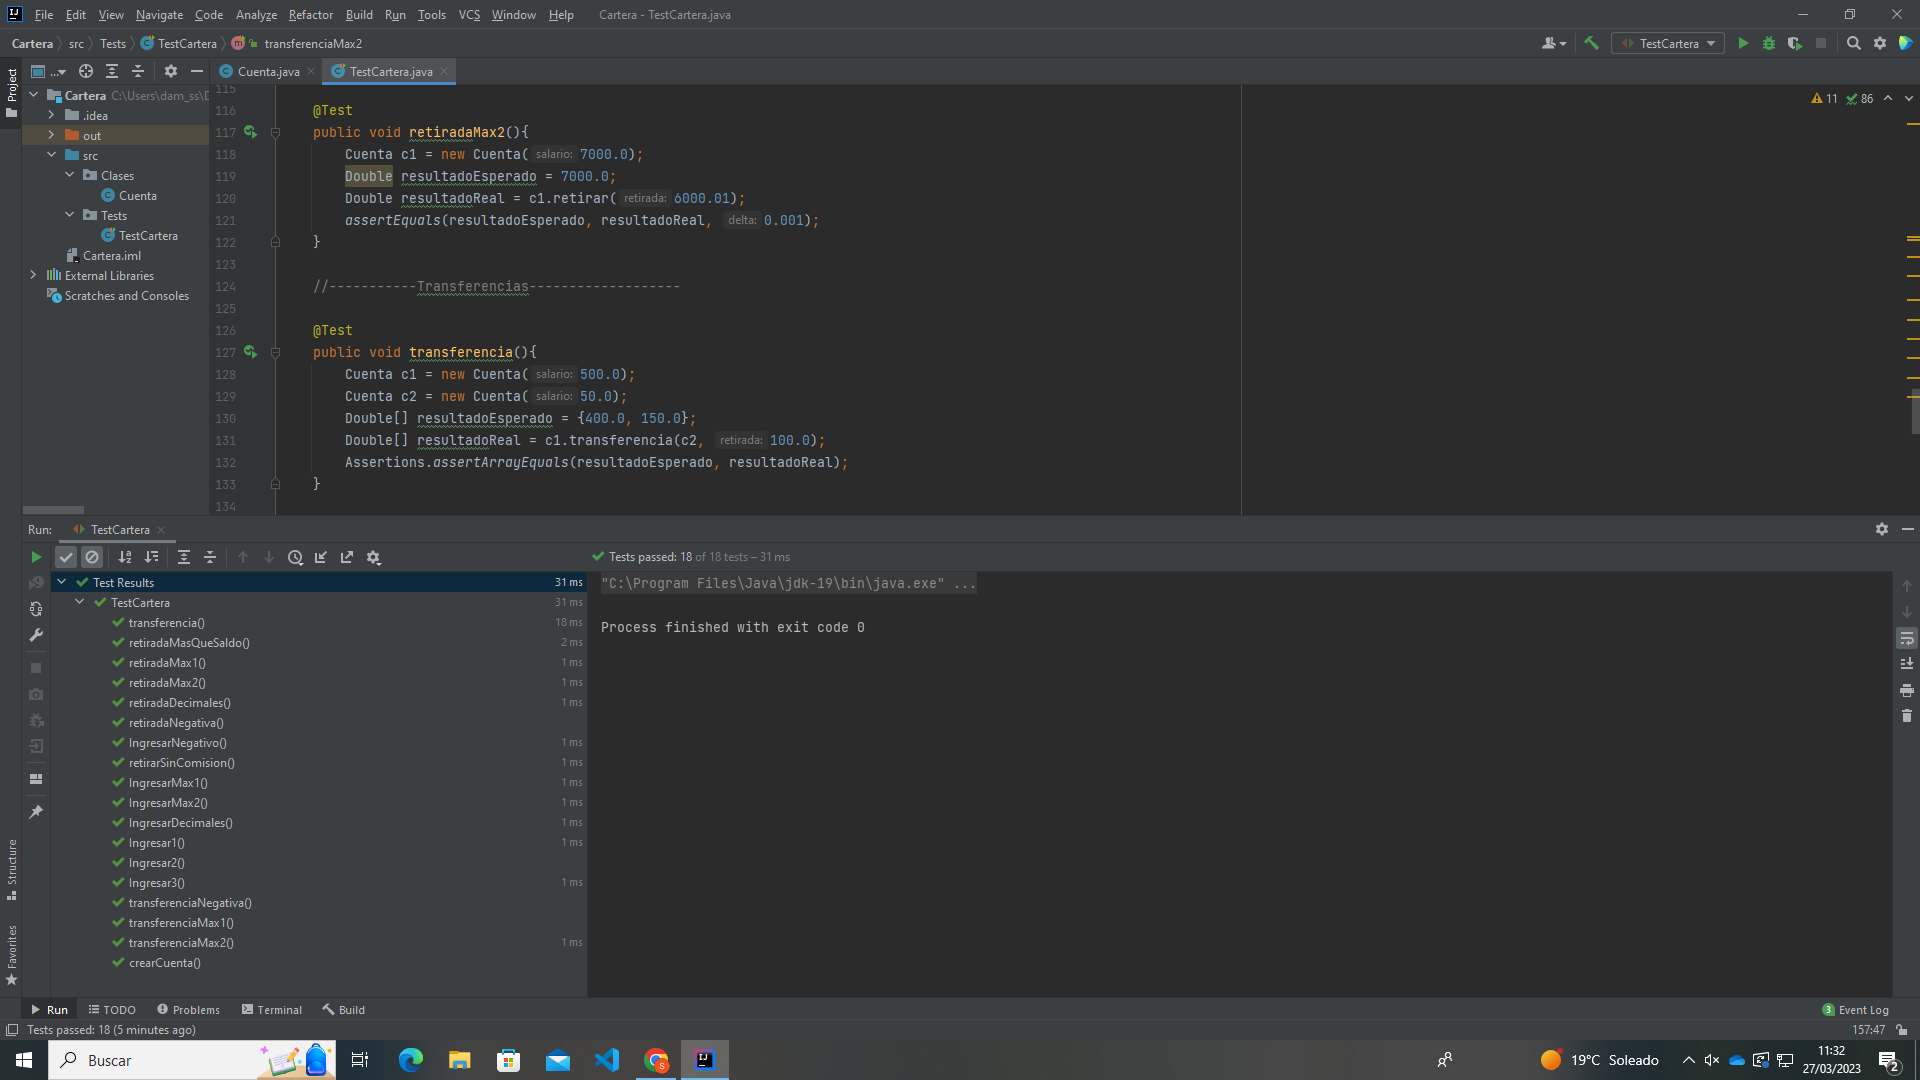 File Edit View Navigate Code Analyze Refactor Build Run Tools VCS Window Help Cartera - TestCartera.java
Cartera src Tests TestCartera transferenciaMax2
TestCartera
Project
...
Cuenta.java
TestCartera.java
Cartera C:\Users\dam_ss\D
.idea
out
src
Clases
Cuenta
Tests
TestCartera
Cartera.iml
External Libraries
Scratches and Consoles
11 86
115
116 @Test
117 public void retiradaMax2(){
118 Cuenta c1 = new Cuenta( salario: 7000.0);
119 Double resultadoEsperado = 7000.0;
120 Double resultadoReal = c1.retirar( retirada: 6000.01);
121 assertEquals(resultadoEsperado, resultadoReal, delta: 0.001);
122 }
123
124 //-----------Transferencias-------------------
125
126 @Test
127 public void transferencia(){
128 Cuenta c1 = new Cuenta( salario: 500.0);
129 Cuenta c2 = new Cuenta( salario: 50.0);
130 Double[] resultadoEsperado = {400.0, 150.0};
131 Double[] resultadoReal = c1.transferencia(c2, retirada: 100.0);
132 Assertions.assertArrayEquals(resultadoEsperado, resultadoReal);
133 }
134
Run: TestCartera
Tests passed: 18 of 18 tests – 31 ms
Test Results 31 ms
TestCartera 31 ms
transferencia() 18 ms
retiradaMasQueSaldo() 2 ms
retiradaMax1() 1 ms
retiradaMax2() 1 ms
retiradaDecimales() 1 ms
retiradaNegativa()
IngresarNegativo() 1 ms
retirarSinComision() 1 ms
IngresarMax1() 1 ms
IngresarMax2() 1 ms
IngresarDecimales() 1 ms
Ingresar1() 1 ms
Ingresar2()
Ingresar3() 1 ms
transferenciaNegativa()
transferenciaMax1()
transferenciaMax2() 1 ms
crearCuenta()
"C:\Program Files\Java\jdk-19\bin\java.exe" ...
Process finished with exit code 0
Structure
Favorites
Run TODO Problems Terminal Build
3 Event Log
Tests passed: 18 (5 minutes ago)
157:47
Buscar
19°C Soleado
11:32
27/03/2023
2